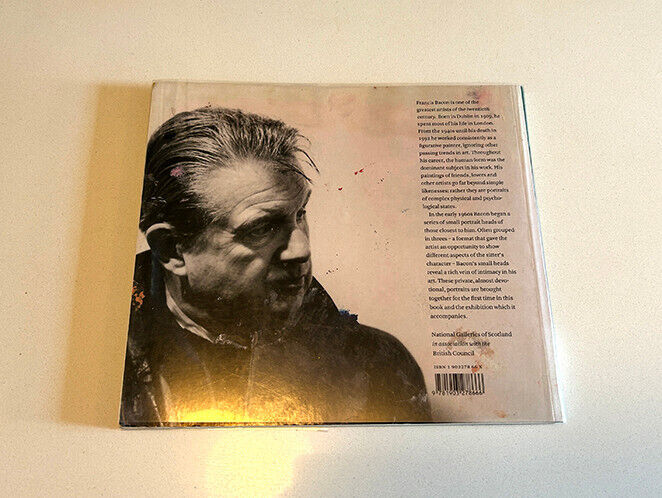 Francis Bacon is one of the
greatest artists of the twentieth
century. Born in Dublin in 1909, he
spent most of his life in London.
From the 1940s until his death in
1992 he worked consistently as a
figurative painter, ignoring other
passing trends in art. Throughout
his career, the human form was the
dominant subject in his work. His
paintings of friends, lovers and
other artists go far beyond simple
likenesses: rather they are portraits
of complex physical and psycho-
logical states.
In the early 1960s Bacon began a
series of small portrait heads of
those closest to him. Often grouped
in threes – a format that gave the
artist an opportunity to show
different aspects of the sitter's
character – Bacon's small heads
reveal a rich vein of intimacy in his
art. These private, almost devo-
tional, portraits are brought
together for the first time in this
book and the exhibition which it
accompanies.
National Galleries of Scotland
in association with the
British Council
ISBN 1 903278 66 X
9 781903 278666